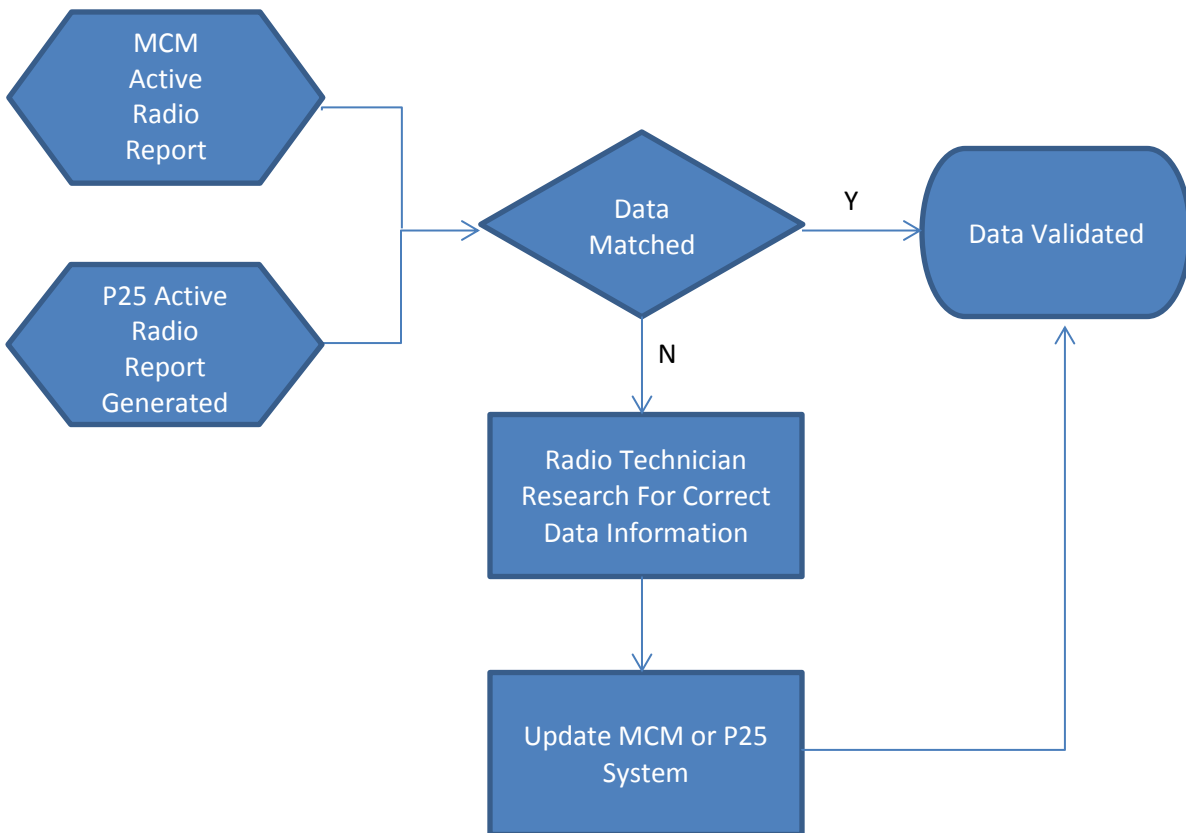 MCM
Active
Radio
Report
P25 Active
Radio
Report
Generated
Data
Matched
Y
Data Validated
N
Radio Technician
Research For Correct
Data Information
Update MCM or P25
System